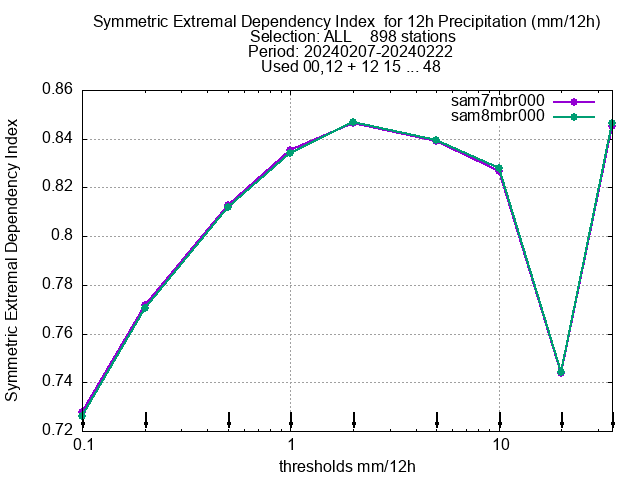 Symmetric Extremal Dependency Index  for 12h Precipitation (mm/12h)
Selection: ALL    898 stations
Period: 20240207-20240222
Used 00,12 + 12 15 ... 48
sam7mbr000
sam8mbr000
Symmetric Extremal Dependency Index
0.86
0.84
0.82
0.8
0.78
0.76
0.74
0.72
0.1
1
10
thresholds mm/12h